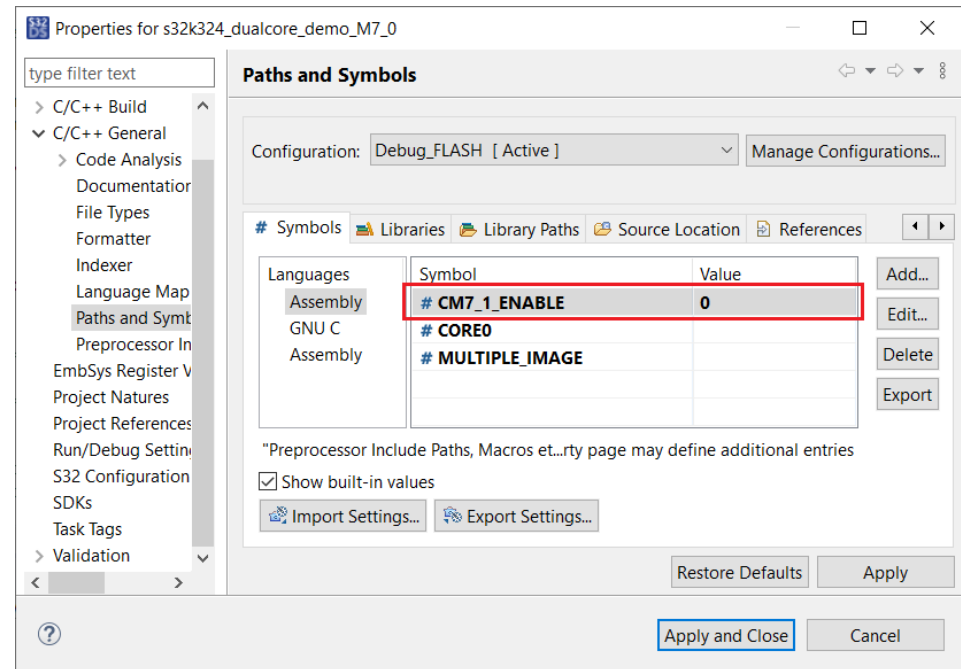 S32 DS Properties for s32k324_dualcore_demo_M7_0
type filter text
Paths and Symbols
C/C++ Build
C/C++ General
Code Analysis
Documentation
File Types
Formatter
Indexer
Language Map
Paths and Symb
Preprocessor In
EmbSys Register V
Project Natures
Project References
Run/Debug Setting
S32 Configuration
SDKs
Task Tags
Validation
Configuration: Debug_FLASH [ Active ] Manage Configurations...
# Symbols Libraries Library Paths Source Location References
Languages
Assembly
GNU C
Assembly
Symbol Value
# CM7_1_ENABLE 0
# CORE0
# MULTIPLE_IMAGE
Add...
Edit...
Delete
Export
"Preprocessor Include Paths, Macros et...rty page may define additional entries
Show built-in values
Import Settings... Export Settings...
Restore Defaults Apply
? Apply and Close Cancel